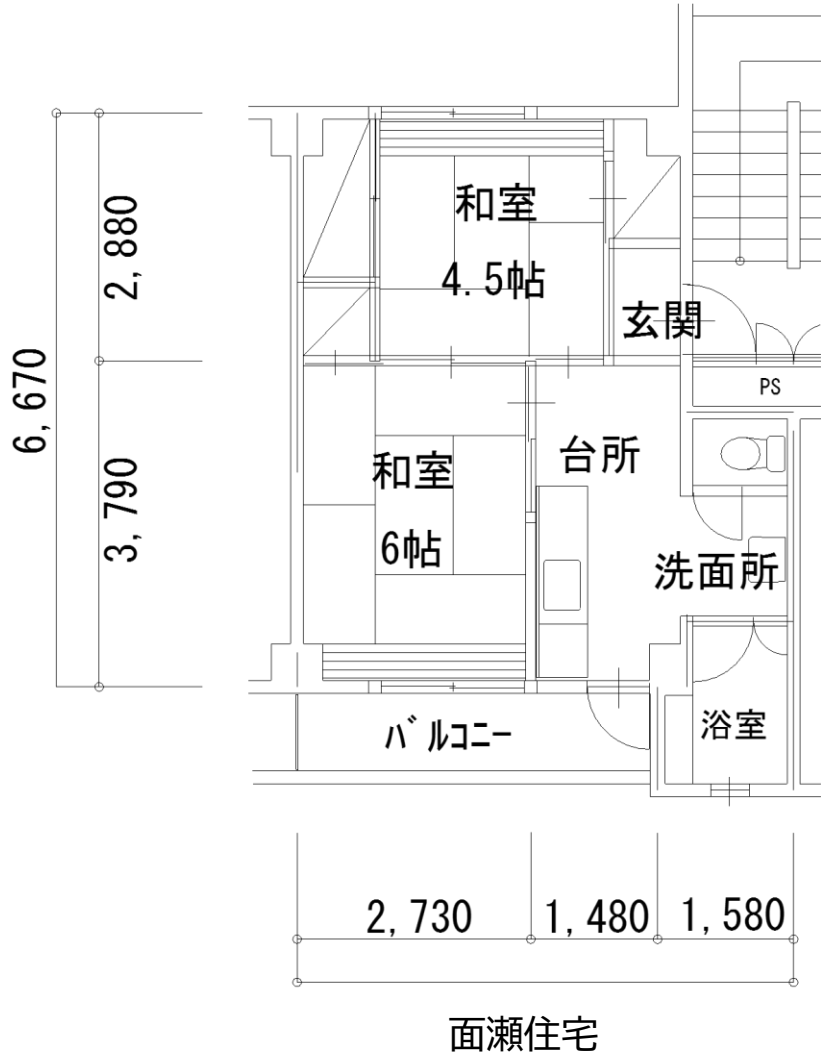 和室
4.5帖
玄関
PS
台所
和室
6帖
洗面所
浴室
バルコニー
2,880
6,670
3,790
2,730
1,480
1,580
面瀬住宅